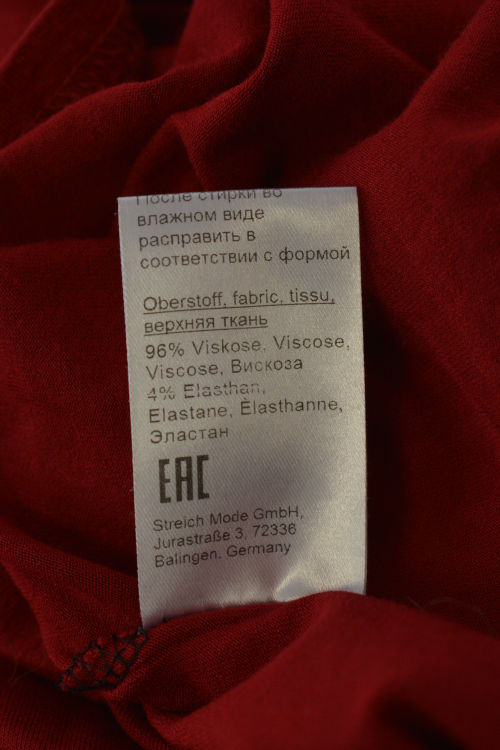 После стирки во
влажном виде
расправить в
соответствии с формой
Oberstoff, fabric, tissu,
верхняя ткань
96% Viskose, Viscose,
Viscose, Вискоза
4% Elasthan,
Elastane, Èlasthanne,
Эластан
EAC
Streich Mode GmbH,
Jurastraße 3, 72336
Balingen, Germany